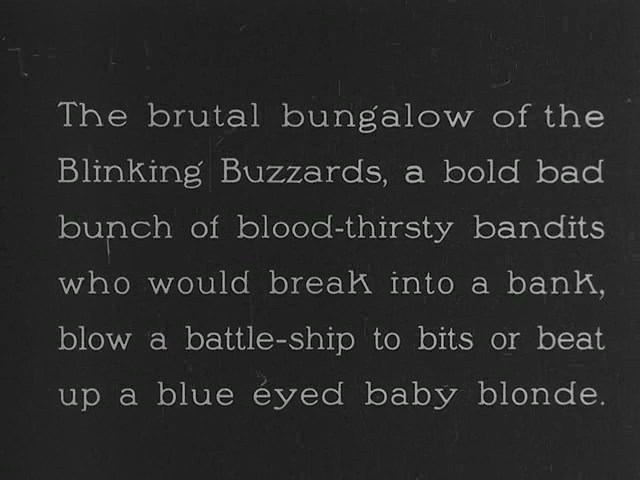 The brutal bungalow of the
Blinking Buzzards, a bold bad
bunch of blood-thirsty bandits
who would break into a bank,
blow a battle-ship to bits or beat
up a blue eyed baby blonde.